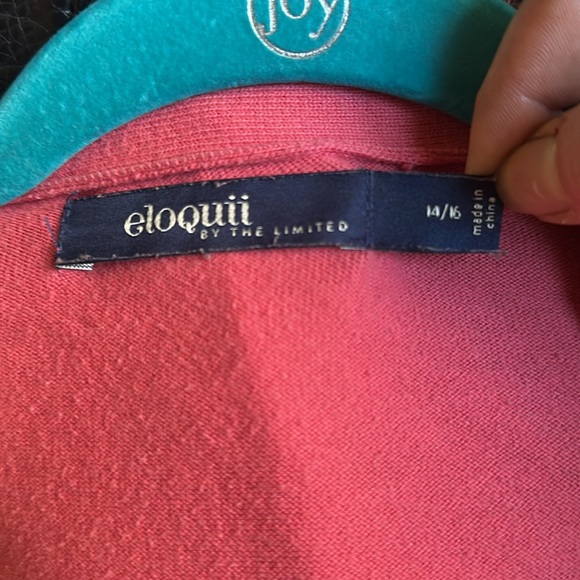 joy
eloquii
BY THE LIMITED
14/16
made in
china